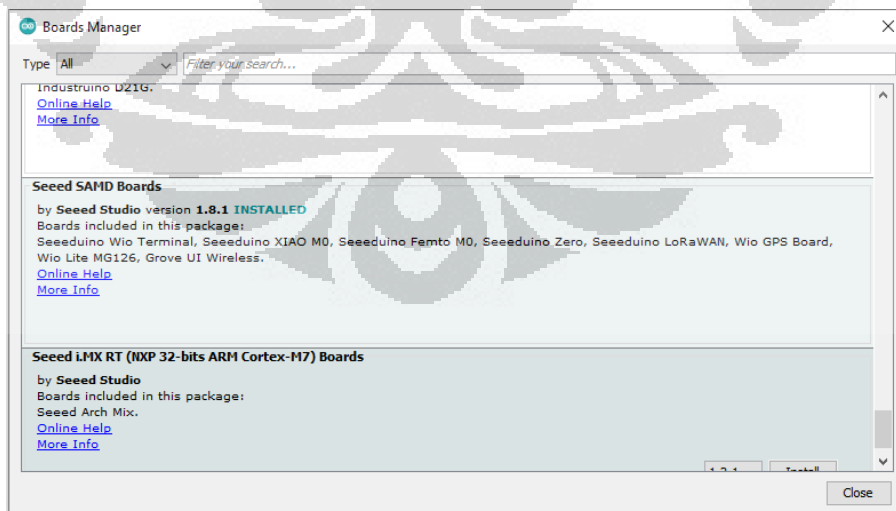 Boards Manager
Type All Filter your search...
Industruino D21G.
Online Help
More Info
Seeed SAMD Boards
by Seeed Studio version 1.8.1 INSTALLED
Boards included in this package:
Seeeduino Wio Terminal, Seeeduino XIAO M0, Seeeduino Femto M0, Seeeduino Zero, Seeeduino LoRaWAN, Wio GPS Board,
Wio Lite MG126, Grove UI Wireless.
Online Help
More Info
Seeed i.MX RT (NXP 32-bits ARM Cortex-M7) Boards
by Seeed Studio
Boards included in this package:
Seeed Arch Mix.
Online Help
More Info
Install
Close